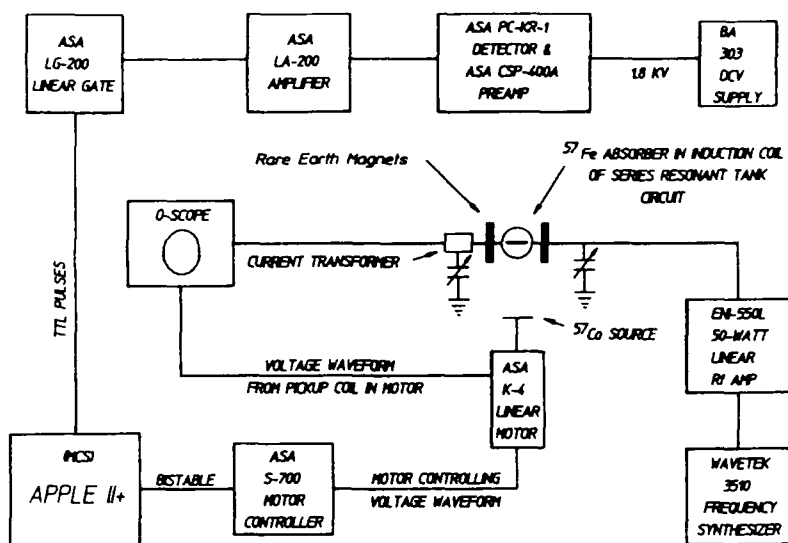 ASA
LG-200
LINEAR GATE
ASA
LA-200
AMPLIFIER
ASA PC-KR-1
DETECTOR &
ASA CSP-400A
PREAMP
1.8 KV
BA
303
DCV
SUPPLY
Rare Earth Magnets
57Fe ABSORBER IN INDUCTION COIL
OF SERIES RESONANT TANK
CIRCUIT
O-SCOPE
CURRENT TRANSFORMER
TTL PULSES
57Co SOURCE
VOLTAGE WAVEFORM
FROM PICKUP COIL IN MOTOR
ASA
K-4
LINEAR
MOTOR
ENI-550L
50-WATT
LINEAR
Rf AMP
(MCS)
APPLE II+
BISTABLE
ASA
S-700
MOTOR
CONTROLLER
MOTOR CONTROLLING
VOLTAGE WAVEFORM
WAVETEK
3510
FREQUENCY
SYNTHESIZER